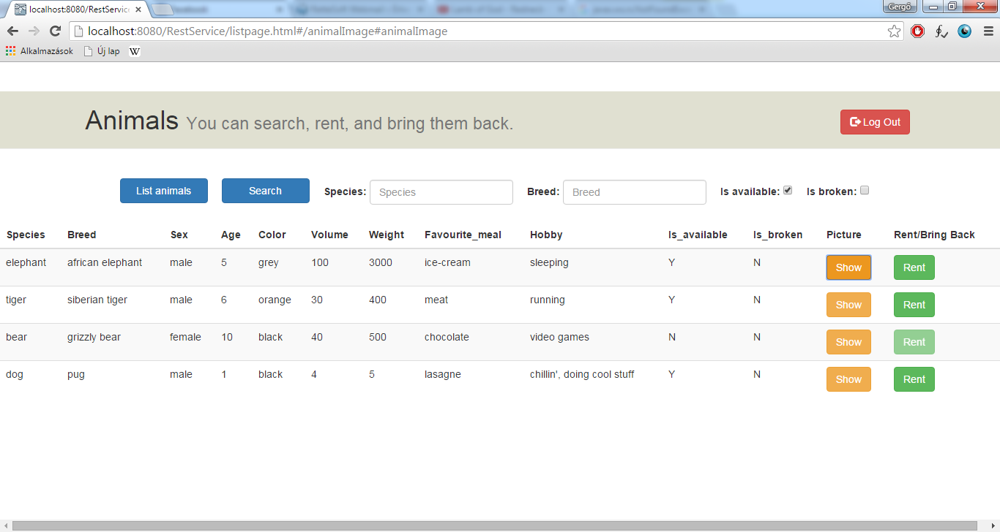 localhost:8080/RestService
Gergő
localhost:8080/RestService/listpage.html#/animalImage#animalImage
Alkalmazások Új lap W
Animals You can search, rent, and bring them back.
Log Out
List animals Search Species: Species Breed: Breed Is available: Is broken:
Species Breed Sex Age Color Volume Weight Favourite_meal Hobby Is_available Is_broken Picture Rent/Bring Back
elephant african elephant male 5 grey 100 3000 ice-cream sleeping Y N Show Rent
tiger siberian tiger male 6 orange 30 400 meat running Y N Show Rent
bear grizzly bear female 10 black 40 500 chocolate video games N N Show Rent
dog pug male 1 black 4 5 lasagne chillin', doing cool stuff Y N Show Rent